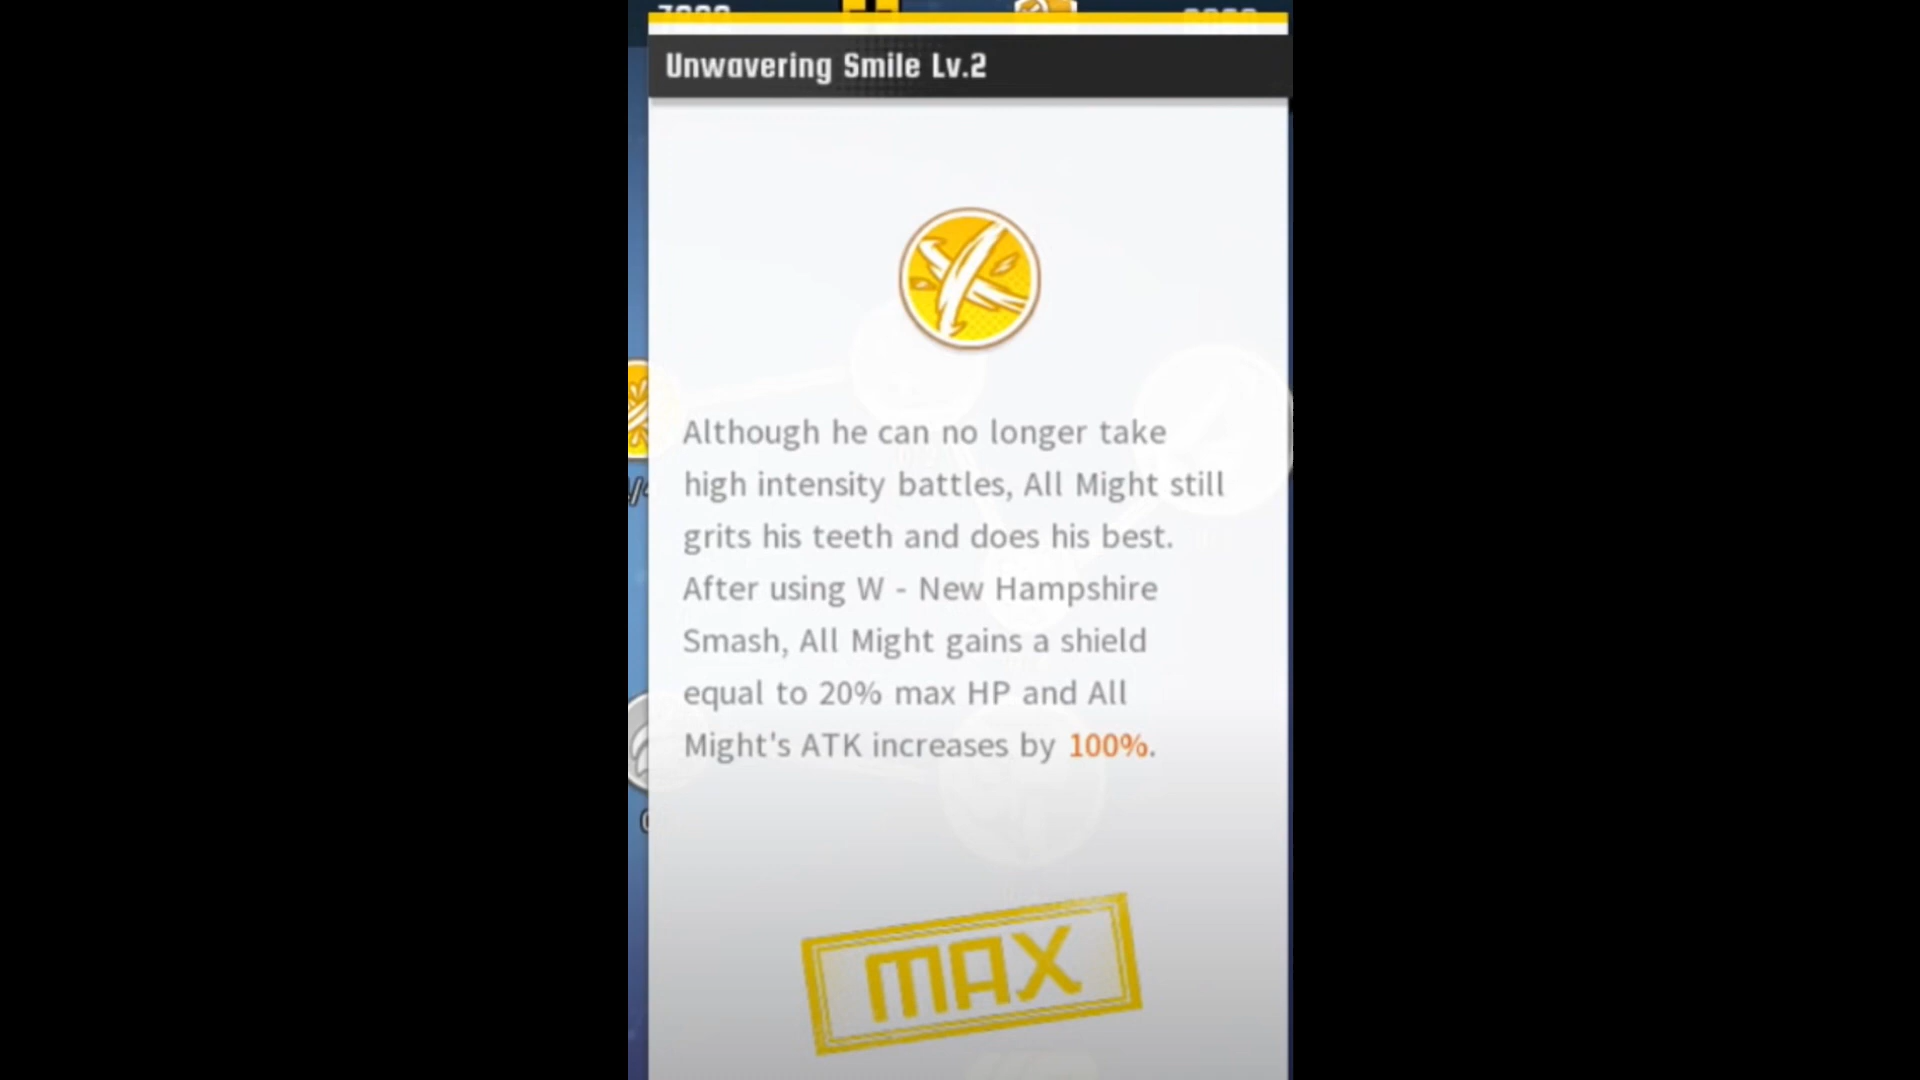 Unwavering Smile Lv.2
Although he can no longer take
high intensity battles, All Might still
grits his teeth and does his best.
After using W - New Hampshire
Smash, All Might gains a shield
equal to 20% max HP and All
Might's ATK increases by 100%.
MAX